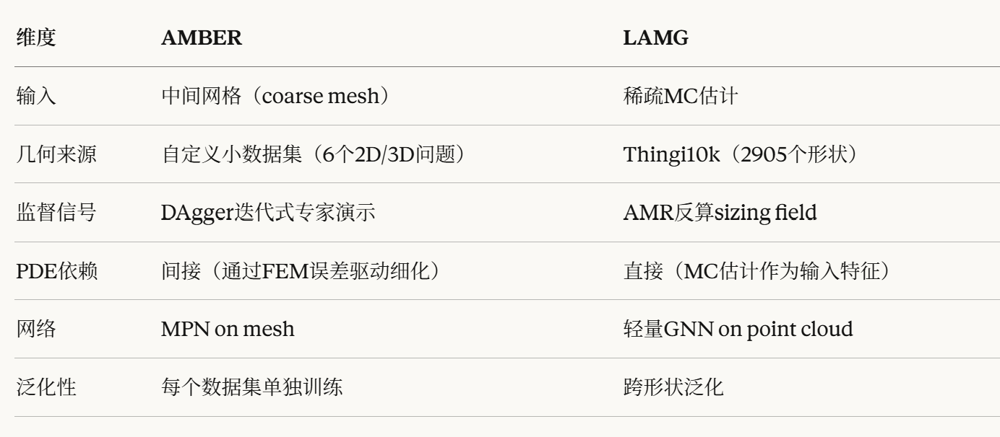 维度 AMBER LAMG
输入 中间网格（coarse mesh） 稀疏MC估计
几何来源 自定义小数据集（6个2D/3D问题） Thingi10k（2905个形状）
监督信号 DAgger迭代式专家演示 AMR反算sizing field
PDE依赖 间接（通过FEM误差驱动细化） 直接（MC估计作为输入特征）
网络 MPN on mesh 轻量GNN on point cloud
泛化性 每个数据集单独训练 跨形状泛化